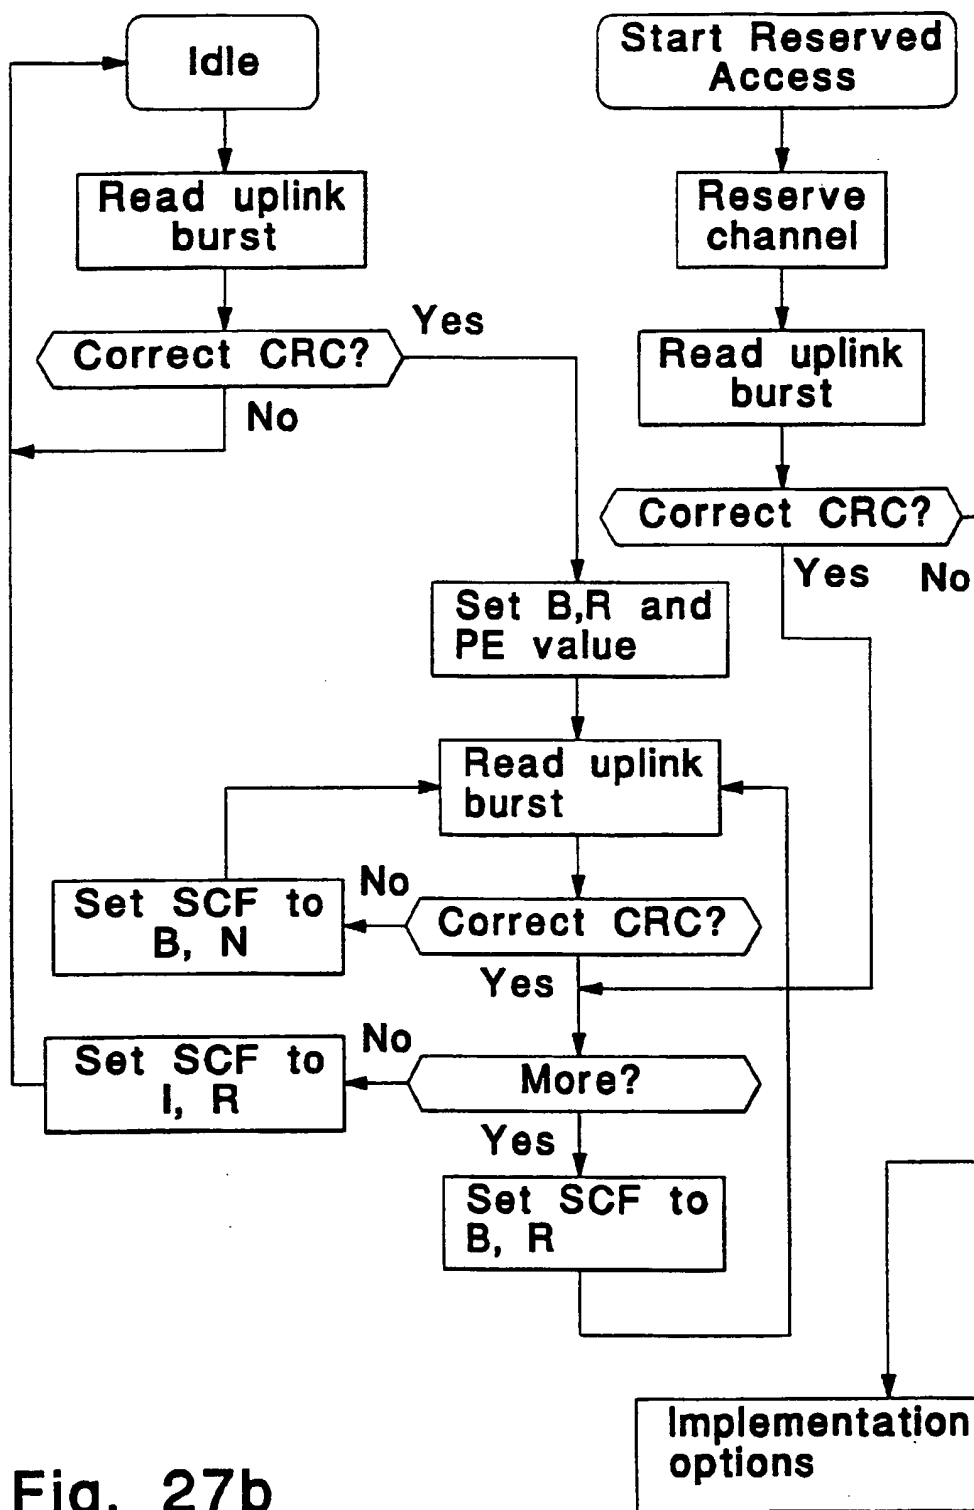 Idle
Start Reserved
Access
Read uplink
burst
Reserve
channel
Correct CRC?
Yes
No
Read uplink
burst
Correct CRC?
Yes
No
Set B,R and
PE value
Read uplink
burst
Set SCF to
B, N
No
Correct CRC?
Yes
Set SCF to
I, R
No
More?
Yes
Set SCF to
B, R
Implementation
options
Fig. 27b